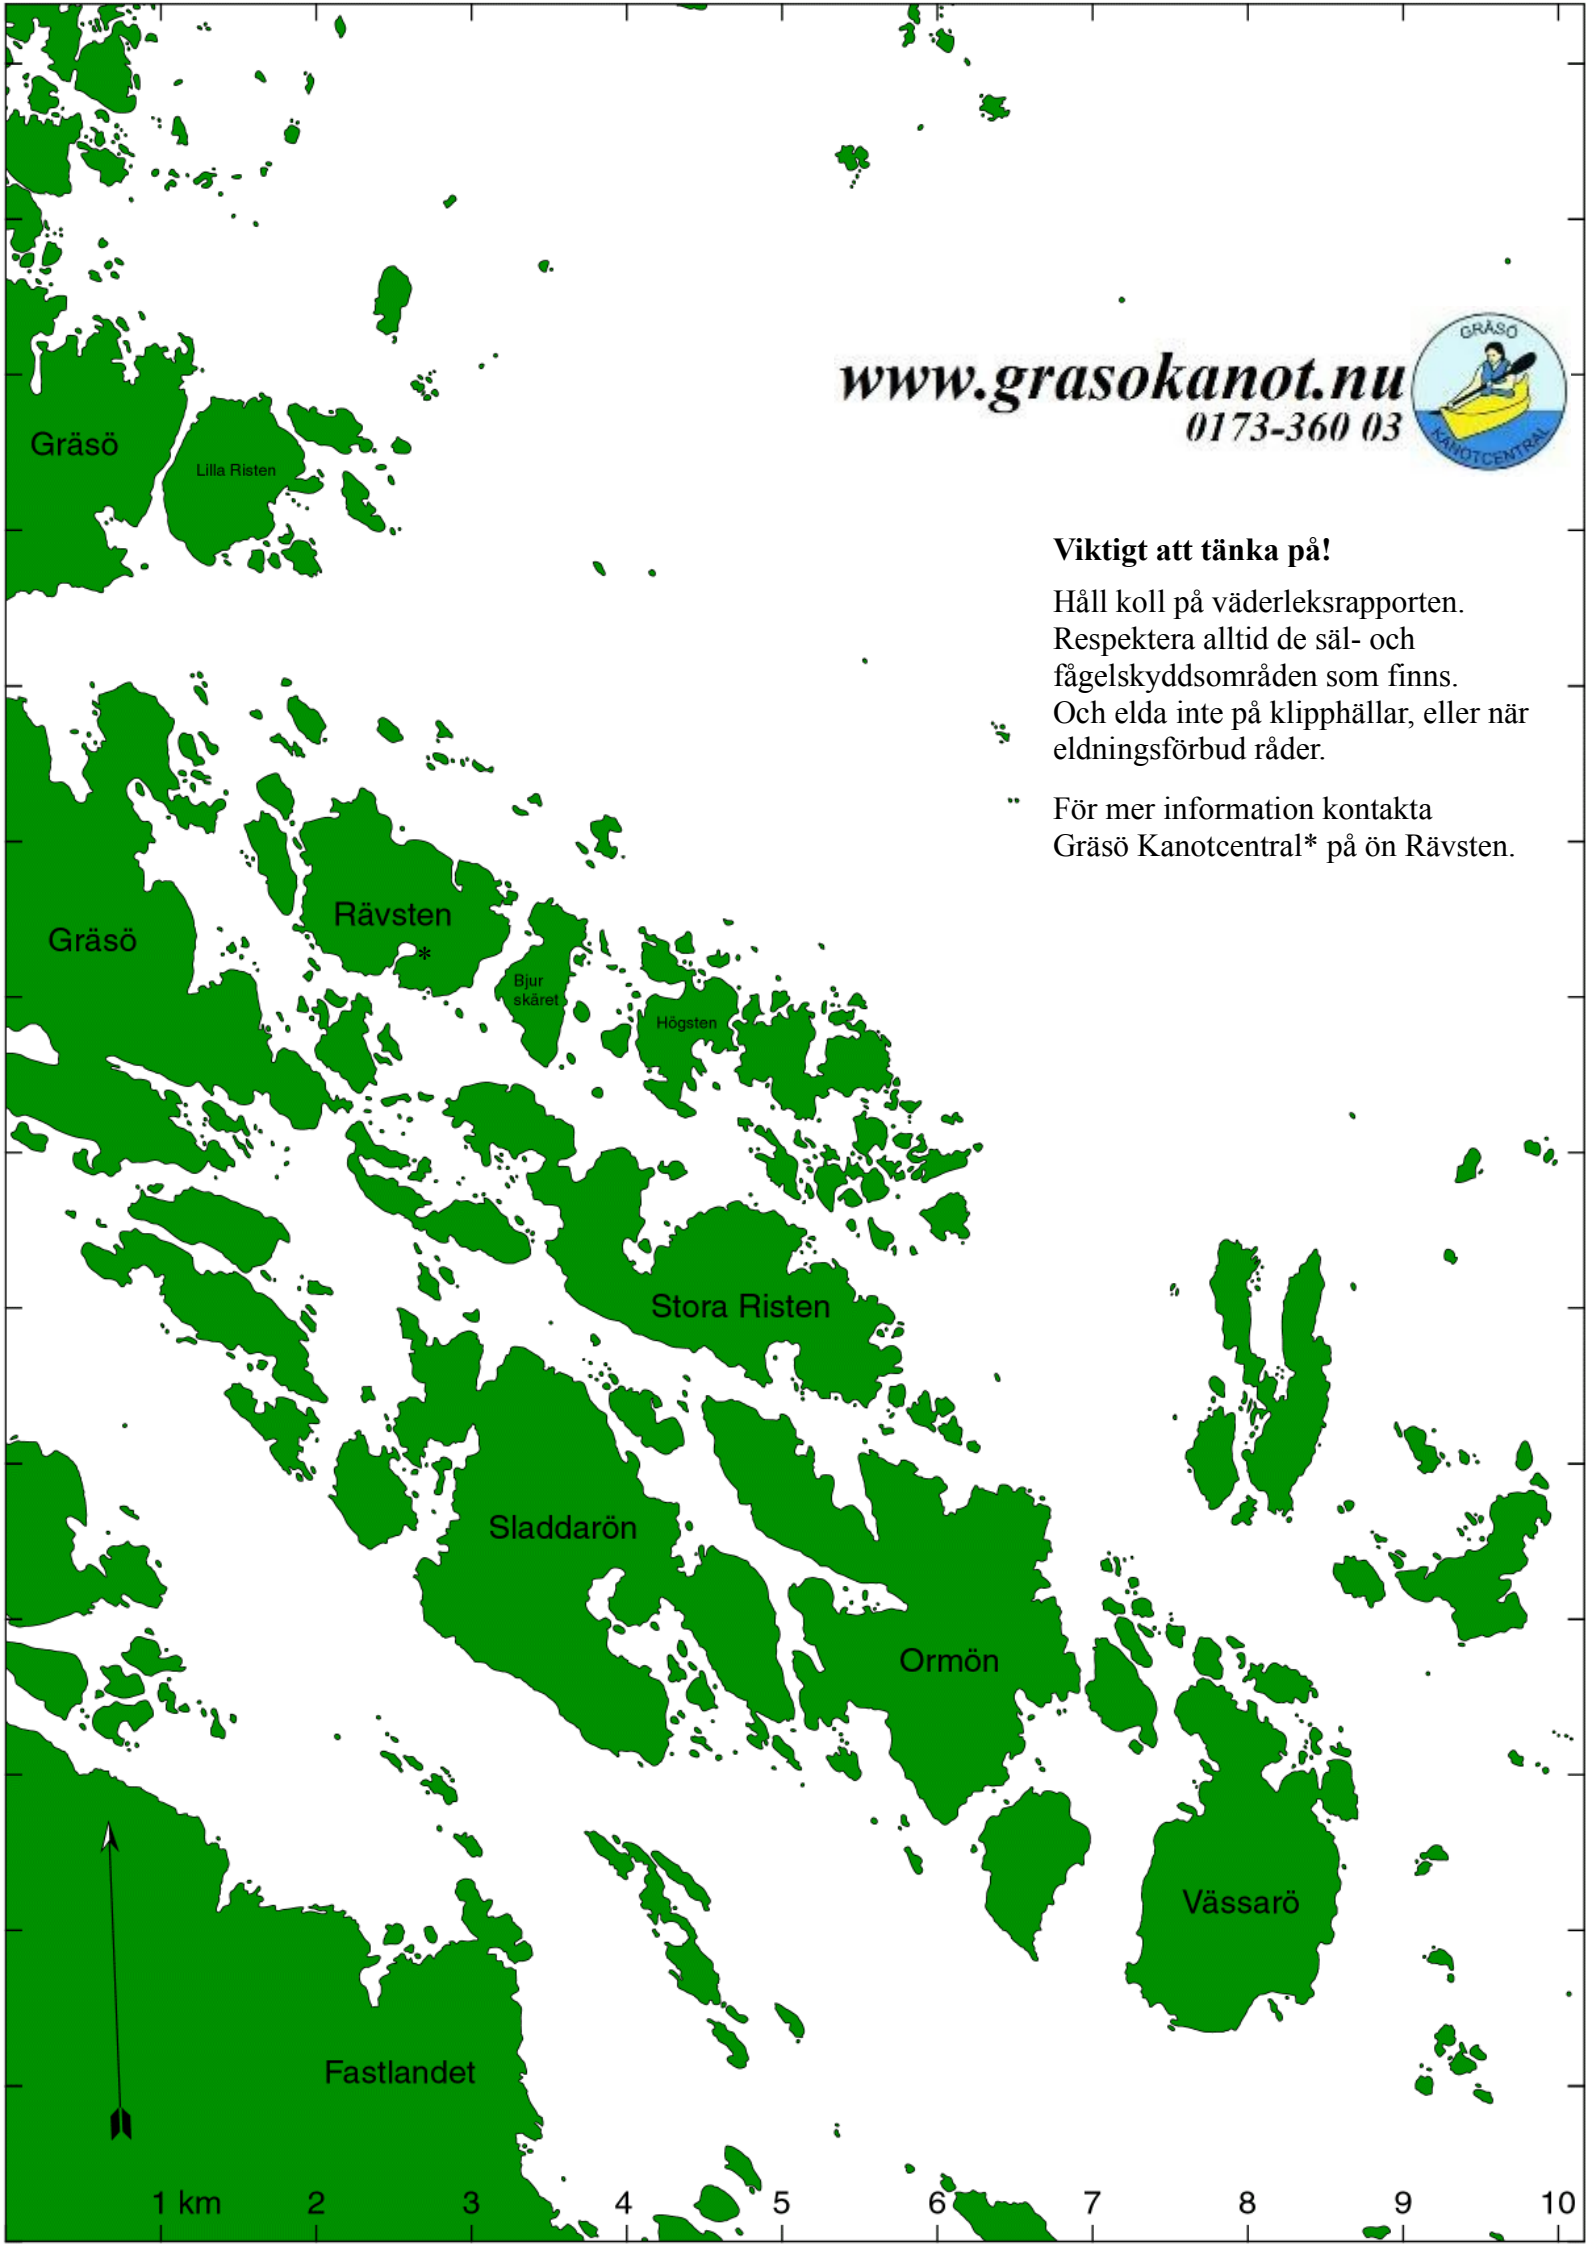 www.grasokanot.nu
0173-360 03
GRÄSÖ
KANOTCENTRAL
Gräsö
Lilla Risten
Viktigt att tänka på!
Håll koll på väderleksrapporten.
Respektera alltid de säl- och
fågelskyddsområden som finns.
Och elda inte på klipphällar, eller när
eldningsförbud råder.
För mer information kontakta
Gräsö Kanotcentral* på ön Rävsten.
Rävsten
*
Gräsö
Bjur
skäret
Högsten
Stora Risten
Sladdarön
Ormön
Vässarö
Fastlandet
1 km 2 3 4 5 6 7 8 9 10